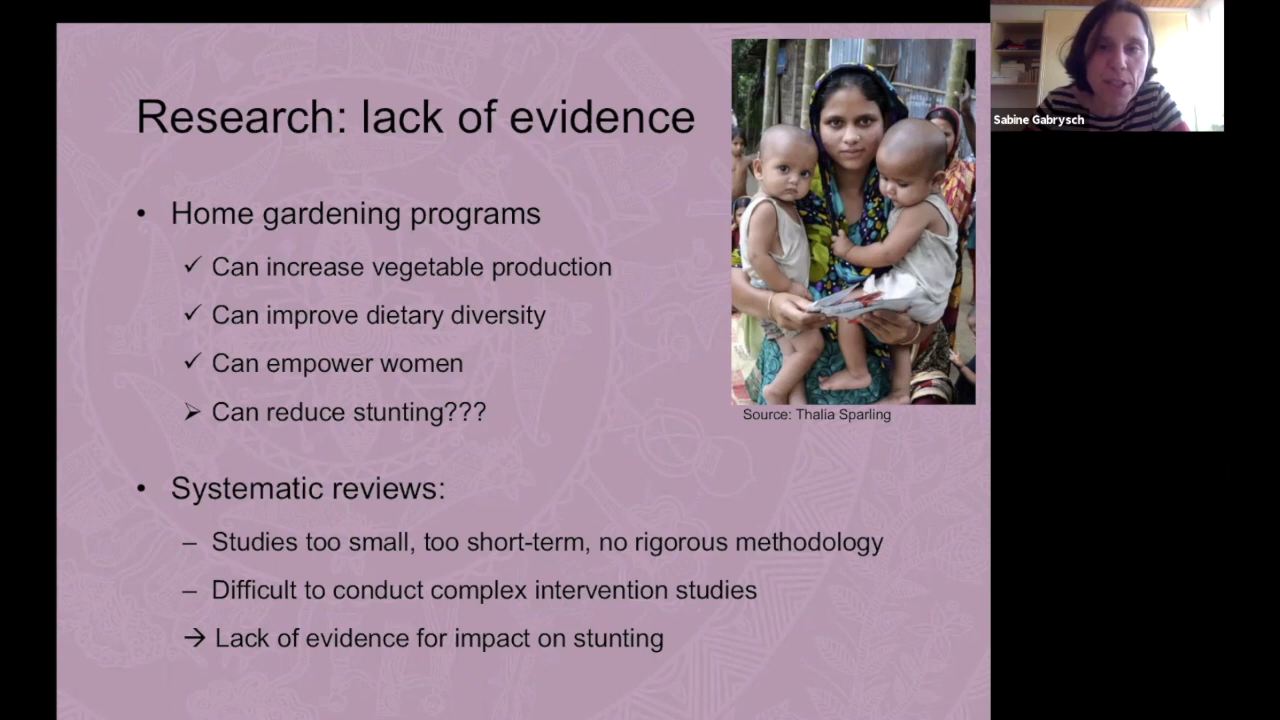 Research: lack of evidence
• Home gardening programs
✓ Can increase vegetable production
✓ Can improve dietary diversity
✓ Can empower women
➢ Can reduce stunting???
Source: Thalia Sparling
• Systematic reviews:
– Studies too small, too short-term, no rigorous methodology
– Difficult to conduct complex intervention studies
→ Lack of evidence for impact on stunting
Sabine Gabrysch